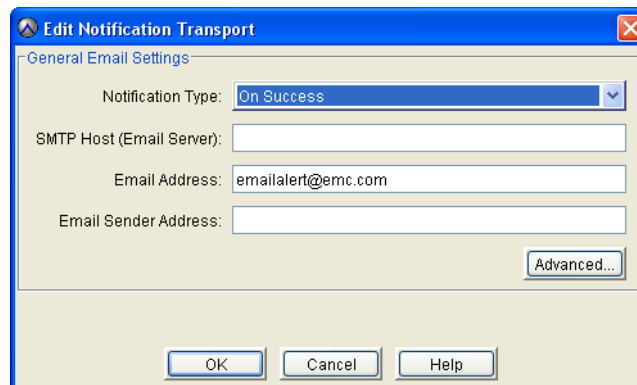 Edit Notification Transport
General Email Settings
Notification Type: On Success
SMTP Host (Email Server):
Email Address: emailalert@emc.com
Email Sender Address:
Advanced...
OK Cancel Help